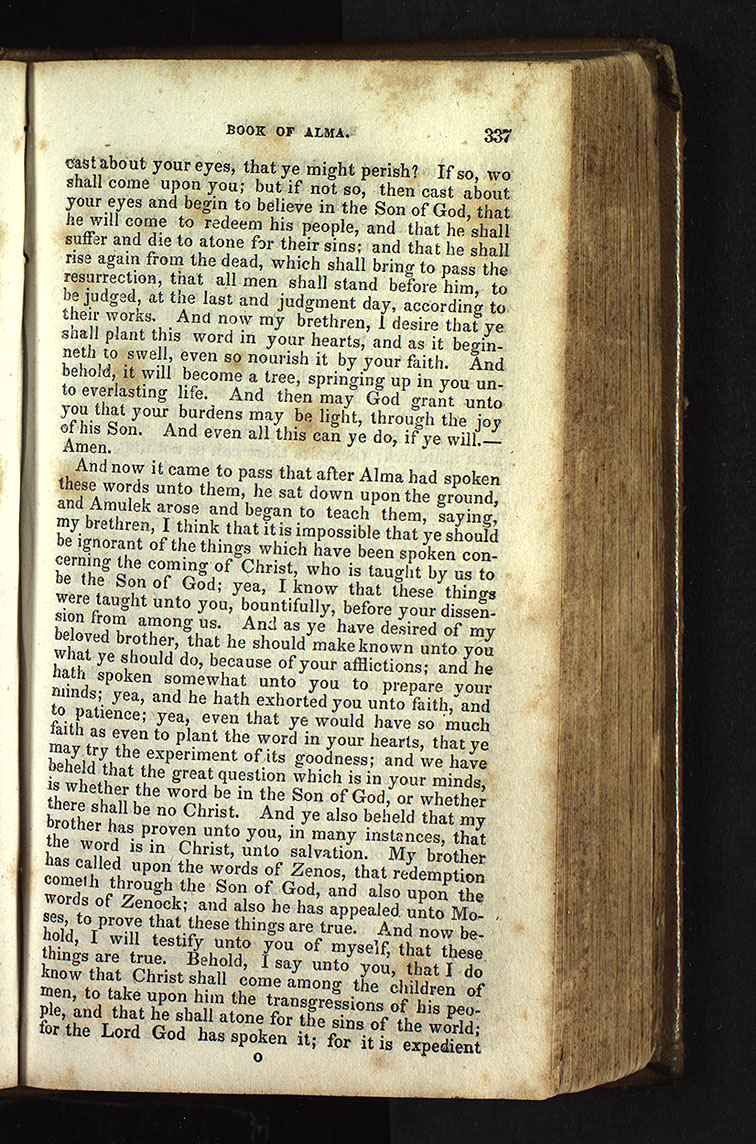 BOOK OF ALMA. 337
cast about your eyes, that ye might perish? If so, wo
shall come upon you; but if not so, then cast about
your eyes and begin to believe in the Son of God, that
he will come to redeem his people, and that he shall
suffer and die to atone for their sins; and that he shall
rise again from the dead, which shall bring to pass the
resurrection, that all men shall stand before him, to
be judged, at the last and judgment day, according to
their works. And now my brethren, I desire that ye
shall plant this word in your hearts, and as it begin-
neth to swell, even so nourish it by your faith. And
behold, it will become a tree, springing up in you un-
to everlasting life. And then may God grant unto
you that your burdens may be light, through the joy
of his Son. And even all this can ye do, if ye will.—
Amen.
And now it came to pass that after Alma had spoken
these words unto them, he sat down upon the ground,
and Amulek arose and began to teach them, saying,
my brethren, I think that it is impossible that ye should
be ignorant of the things which have been spoken con-
cerning the coming of Christ, who is taught by us to
be the Son of God; yea, I know that these things
were taught unto you, bountifully, before your dissen-
sion from among us. And as ye have desired of my
beloved brother, that he should make known unto you
what ye should do, because of your afflictions; and he
hath spoken somewhat unto you to prepare your
minds; yea, and he hath exhorted you unto faith, and
to patience; yea, even that ye would have so much
faith as even to plant the word in your hearts, that ye
may try the experiment of its goodness; and we have
beheld that the great question which is in your minds,
is whether the word be in the Son of God, or whether
there shall be no Christ. And ye also beheld that my
brother has proven unto you, in many instances, that
the word is in Christ, unto salvation. My brother
has called upon the words of Zenos, that redemption
cometh through the Son of God, and also upon the
words of Zenock; and also he has appealed unto Mo-
ses, to prove that these things are true. And now be-
hold, I will testify unto you of myself, that these
things are true. Behold, I say unto you, that I do
know that Christ shall come among the children of
men, to take upon him the transgressions of his peo-
ple, and that he shall atone for the sins of the world;
for the Lord God has spoken it; for it is expedient
O